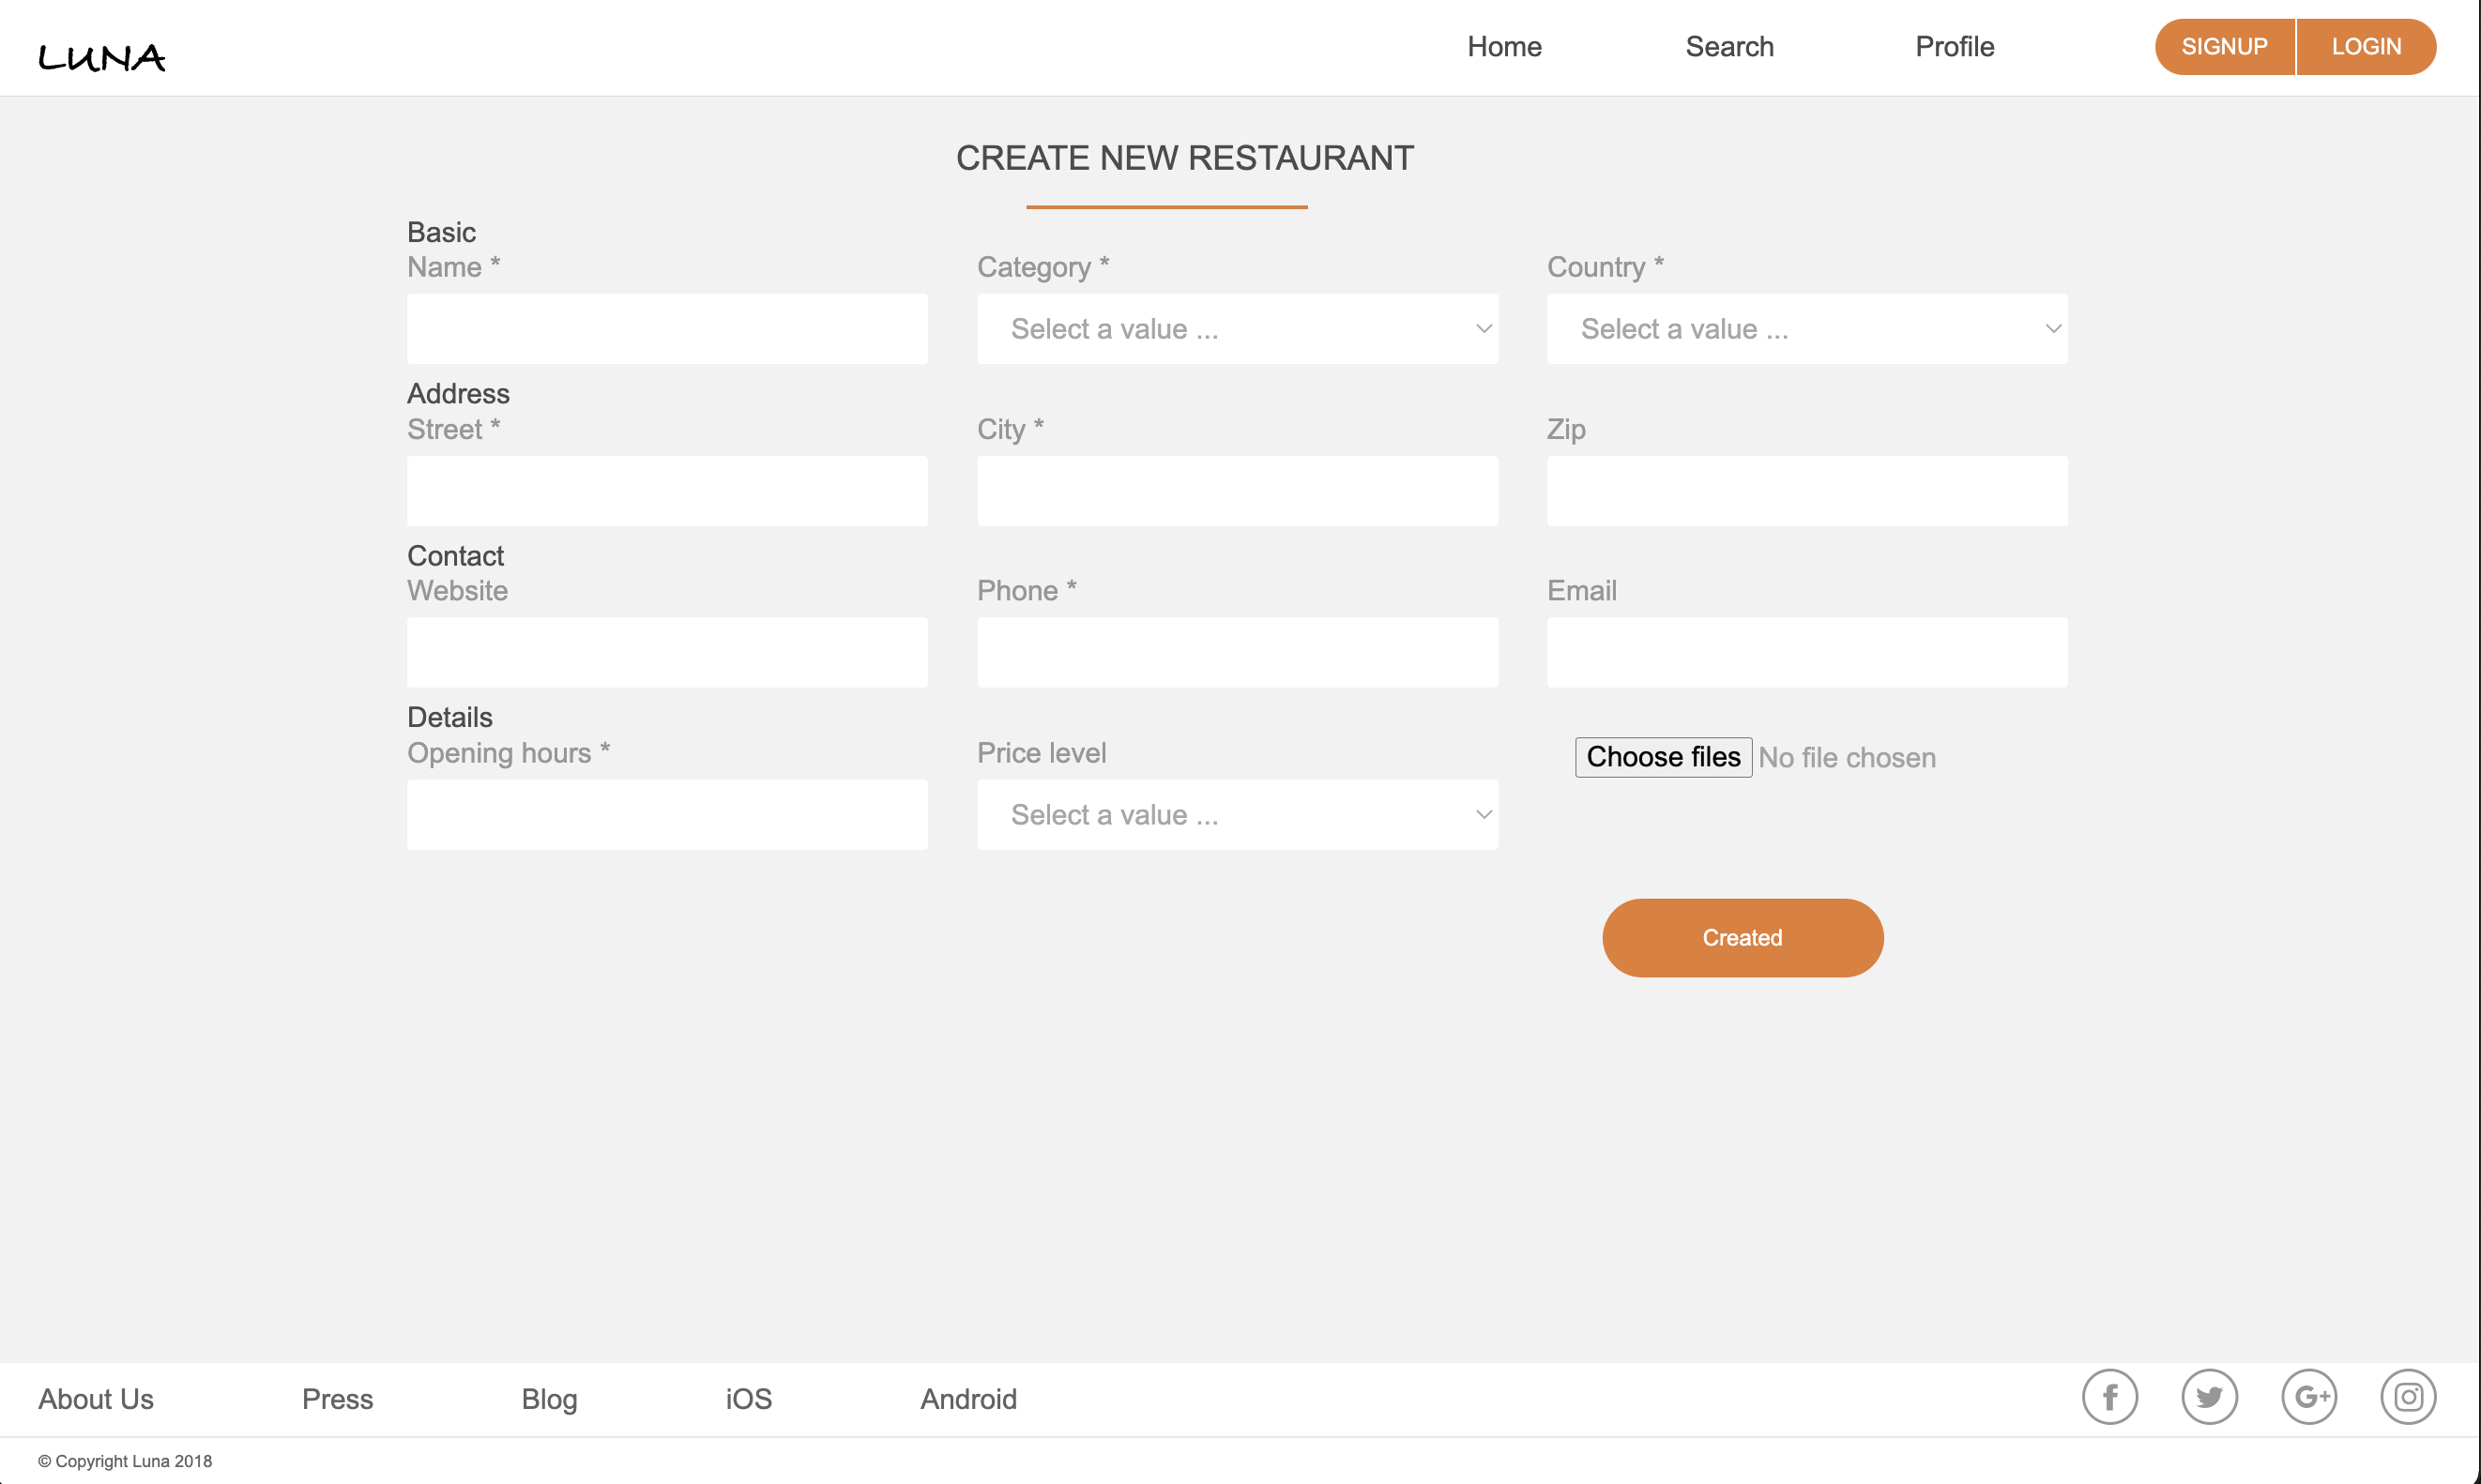 LUNA
Home Search Profile SIGNUP LOGIN
CREATE NEW RESTAURANT
Basic
Name * Category * Country *
Select a value ... Select a value ...
Address
Street * City * Zip
Contact
Website Phone * Email
Details
Opening hours * Price level Choose files No file chosen
Select a value ...
Created
About Us Press Blog iOS Android
© Copyright Luna 2018